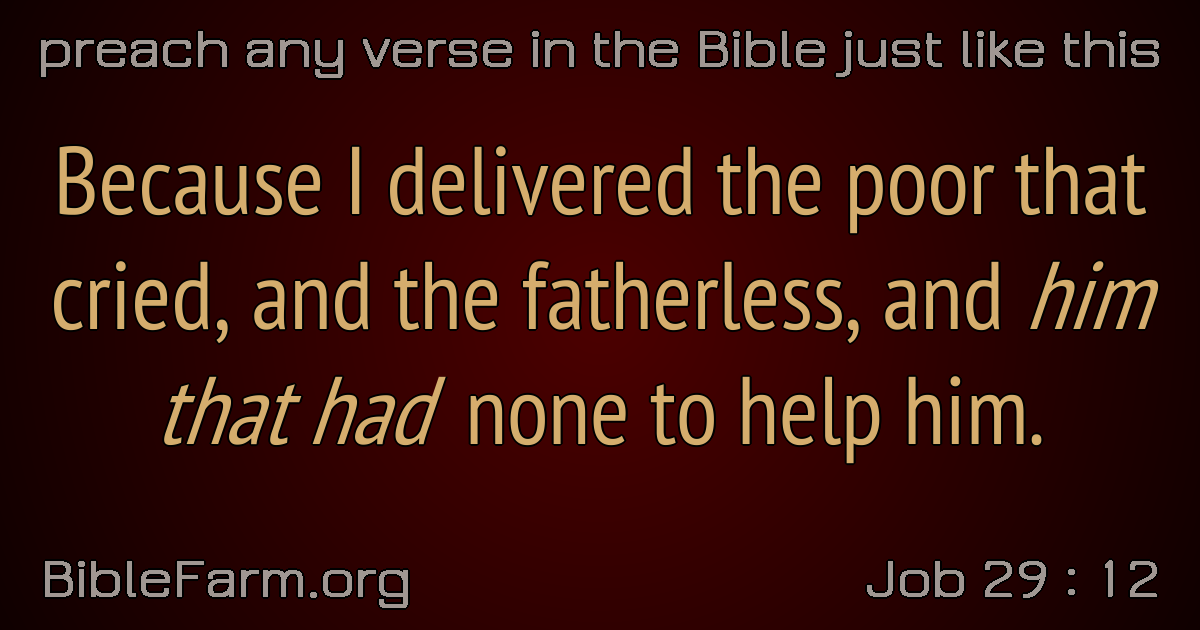 preach any verse in the Bible just like this
Because I delivered the poor that
cried, and the fatherless, and him
that had none to help him.
BibleFarm.org
Job 29 : 12